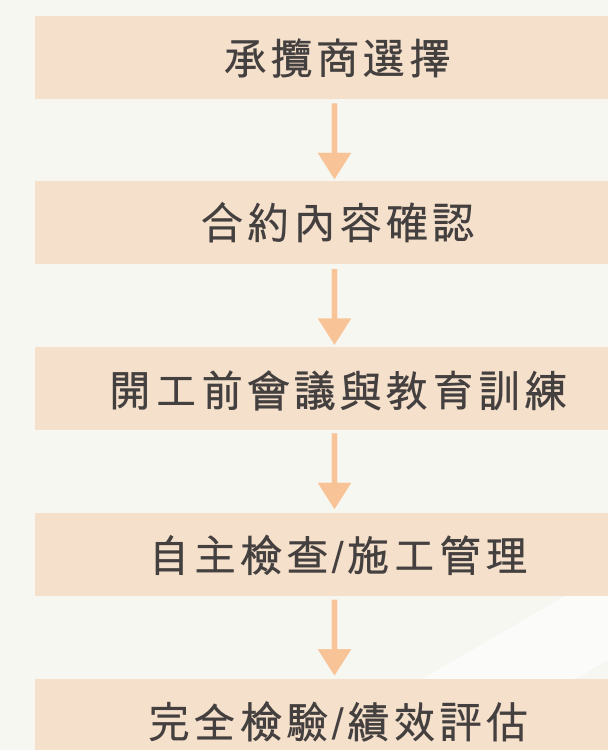 承攬商選擇
合約內容確認
開工前會議與教育訓練
自主檢查/施工管理
完全檢驗/績效評估